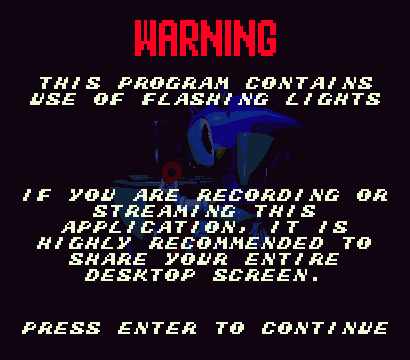 WARNING
THIS PROGRAM CONTAINS
USE OF FLASHING LIGHTS
IF YOU ARE RECORDING OR
STREAMING THIS
APPLICATION, IT IS
HIGHLY RECOMMENDED TO
SHARE YOUR ENTIRE
DESKTOP SCREEN.
PRESS ENTER TO CONTINUE